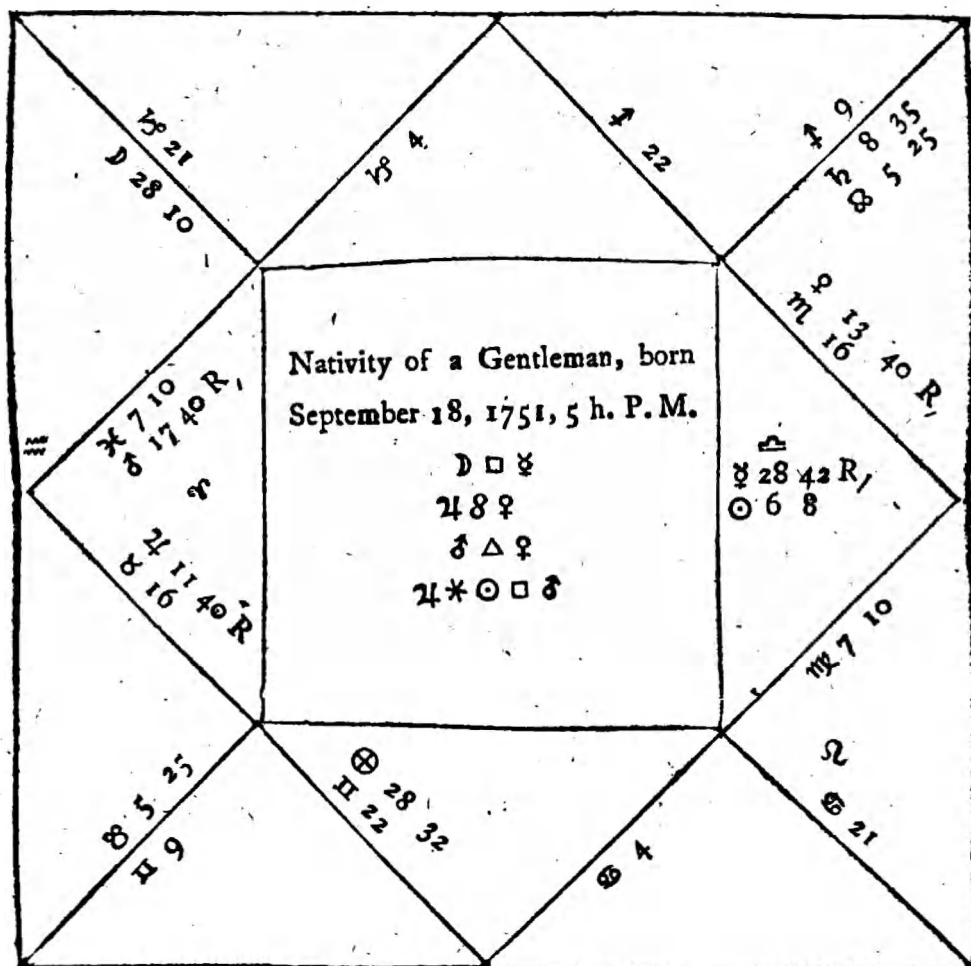 ♑ 21
☽ 28 10
♑ 4
♐ 22
♐ 9
♄ 8 35
☊ 5 25
♀ 13 40 R
♏ 16
♒
♓ 7 10
♂ 17 40 R
♈
♃ 11 40 R
♉ 16
Nativity of a Gentleman, born
September 18, 1751, 5 h. P. M.
☽ □ ☿
♃ ☍ ♀
♂ △ ♀
♃ ⚹ ☉ □ ♂
♎
☿ 28 42 R
☉ 6 8
♍ 7 10
☋ 5 25
♊ 9
⊗ 28 32
♊ 22
♋ 4
♌
♋ 21